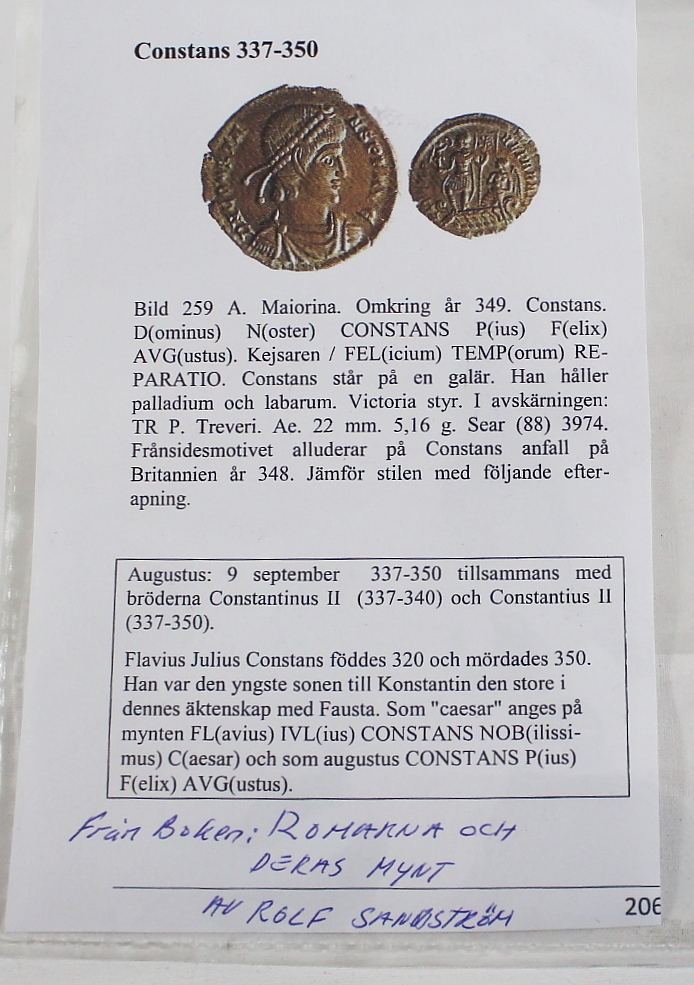 Constans 337-350
Bild 259 A. Maiorina. Omkring år 349. Constans.
D(ominus) N(oster) CONSTANS P(ius) F(elix)
AVG(ustus). Kejsaren / FEL(icium) TEMP(orum) RE-
PARATIO. Constans står på en galär. Han håller
palladium och labarum. Victoria styr. I avskärningen:
TR P. Treveri. Ae. 22 mm. 5,16 g. Sear (88) 3974.
Frånsidesmotivet alluderar på Constans anfall på
Britannien år 348. Jämför stilen med följande efter-
apning.
Augustus: 9 september 337-350 tillsammans med
bröderna Constantinus II (337-340) och Constantius II
(337-350).
Flavius Julius Constans föddes 320 och mördades 350.
Han var den yngste sonen till Konstantin den store i
dennes äktenskap med Fausta. Som "caesar" anges på
mynten FL(avius) IVL(ius) CONSTANS NOB(ilissi-
mus) C(aesar) och som augustus CONSTANS P(ius)
F(elix) AVG(ustus).
Från Boken: ROMARNA OCH
DERAS MYNT
AV ROLF SANDSTRÖM
206